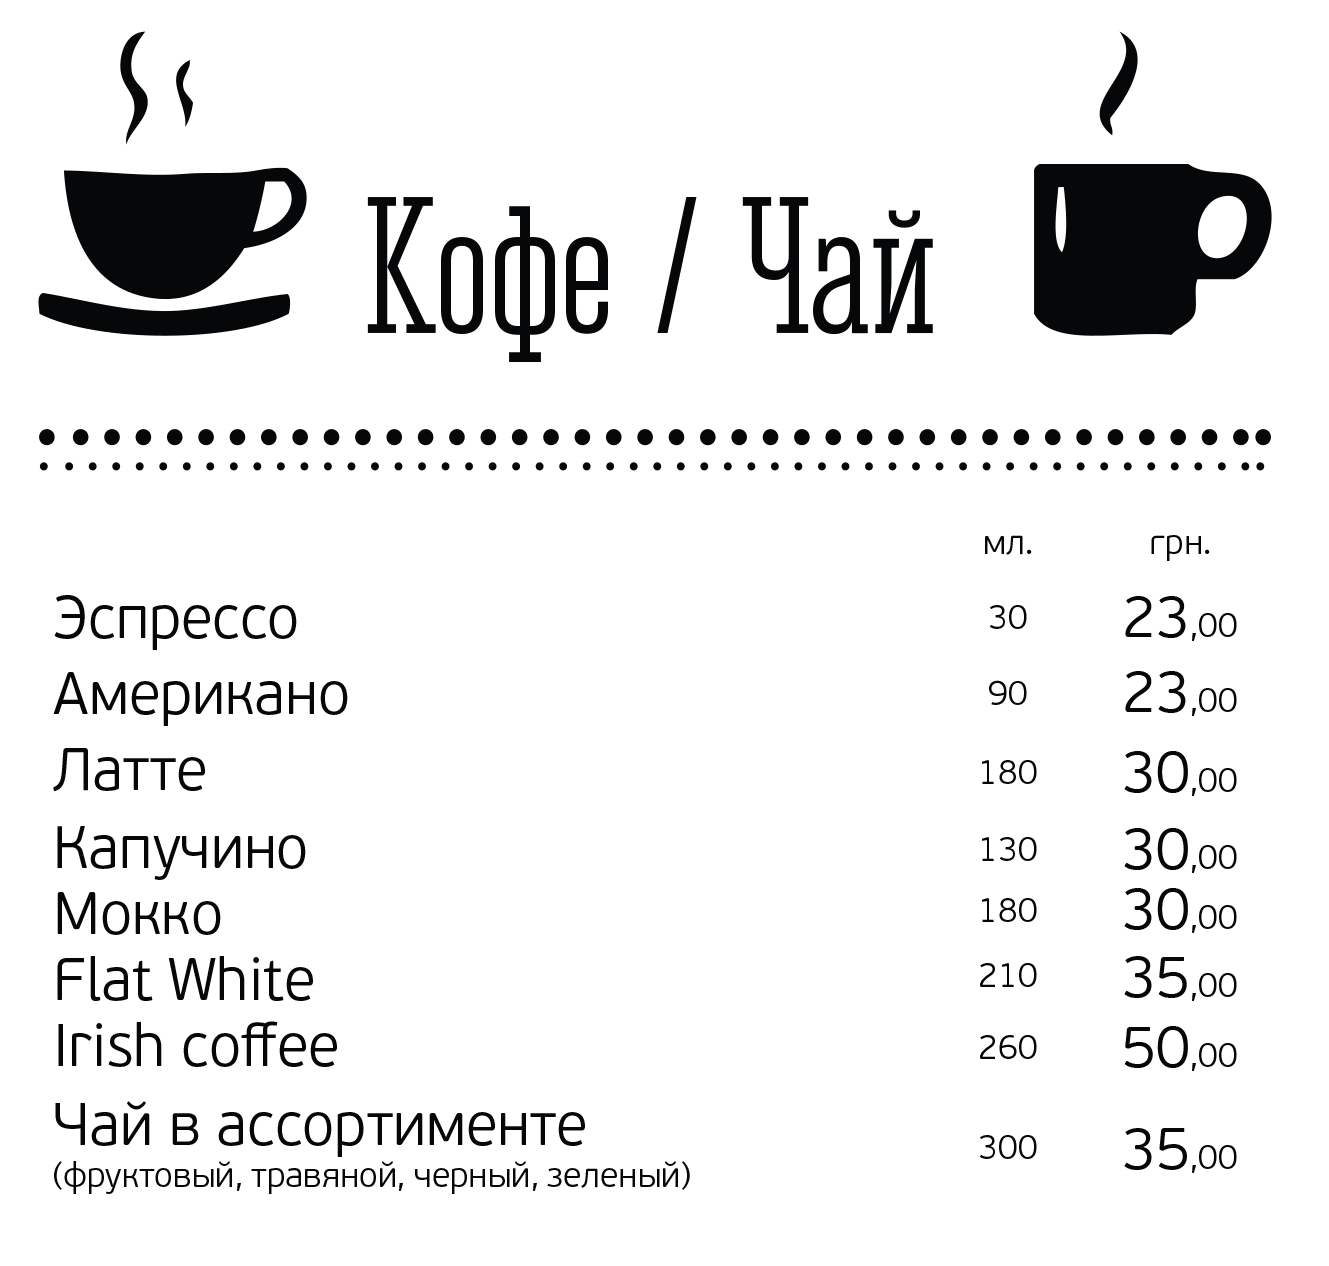 Кофе / Чай
мл. грн.
Эспрессо 30 23,00
Американо 90 23,00
Латте 180 30,00
Капучино 130 30,00
Мокко 180 30,00
Flat White 210 35,00
Irish coffee 260 50,00
Чай в ассортименте 300 35,00
(фруктовый, травяной, черный, зеленый)